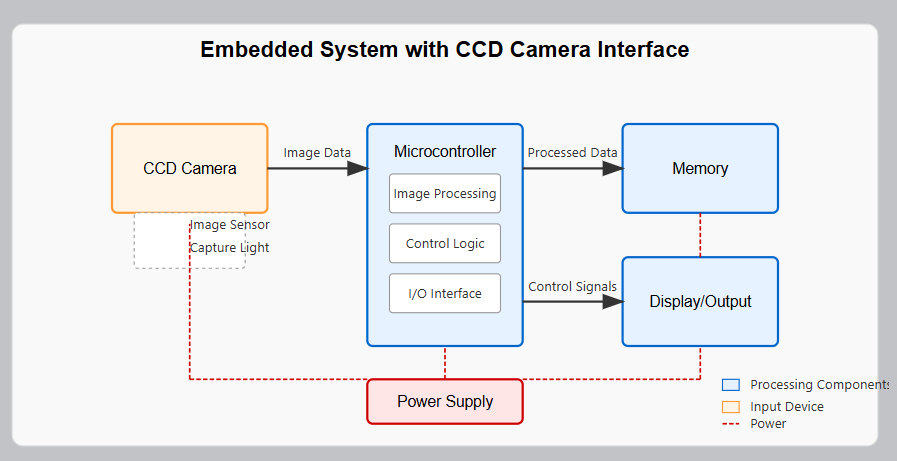 Embedded System with CCD Camera Interface
CCD Camera
Image Data
Microcontroller
Processed Data
Memory
Image Processing
Control Logic
I/O Interface
Image Sensor
Capture Light
Control Signals
Display/Output
Power Supply
Processing Components
Input Device
Power